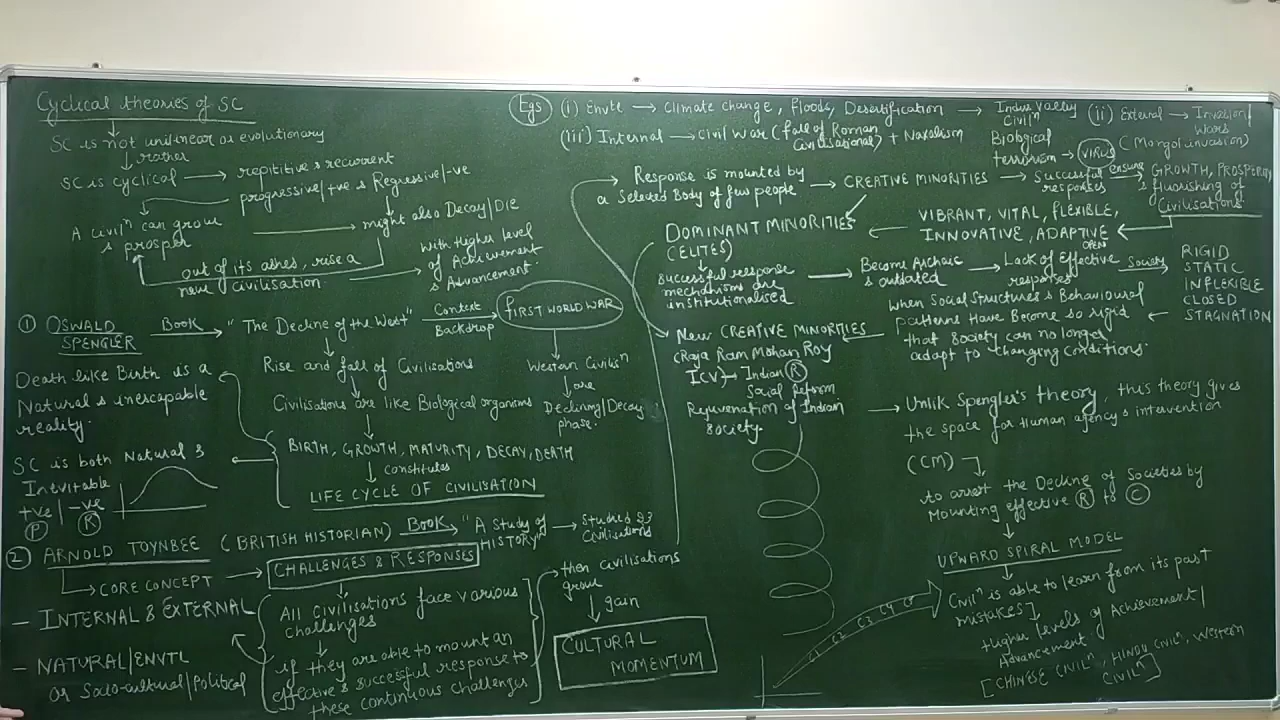 Cyclical theories of SC
SC is not unilinear or evolutionary
↓ rather
SC is cyclical → repititive & recurrent
progressive/+ve & Regressive/-ve
A civilⁿ can grow & prosper → might also Decay/DIE
out of its ashes, rise a new civilisation. → with Higher level of Achievement & Advancement.
① OSWALD SPENGLER Book → "The Decline of the West" Context Backdrop → FIRST WORLD WAR
Western Civilisⁿ
↓ are
Declining/Decay phase.
Rise and fall of Civilisations
Civilisations are like Biological organisms
BIRTH, GROWTH, MATURITY, DECAY, DEATH
↓ constitutes
LIFE CYCLE OF CIVILISATION
Death like Birth is a
Natural & inescapable
reality.
SC is both Natural &
Inevitable
+ve | -ve
Ⓟ Ⓡ
② ARNOLD TOYNBEE (BRITISH HISTORIAN) Book → "A Study of HISTORY" → Studied 23 Civilisations
→ CORE CONCEPT → CHALLENGES & RESPONSES
- INTERNAL & EXTERNAL
- NATURAL/ENVTL
Or Socio-cultural/Political
All Civilisations face various
challenges
↓
if they are able to mount an
effective & successful response to
these continuous challenges
→ then civilisations
grow
↓ gain
CULTURAL
MOMENTUM
Egs (i) Envte → Climate change, floods, Desertification → Indus Valley Civilⁿ (ii) External → Invasion/Wars
(Mongol invasion)
(iii) Internal → Civil War (fall of Roman Civilisational) + Naxalism
Biological
terrorism → VIRUS
Response is mounted by
a Selected Body of few people → CREATIVE MINORITIES → Successful responses ensure → GROWTH, PROSPERITY
& flourishing of
Civilisations.
VIBRANT, VITAL, FLEXIBLE,
INNOVATIVE, ADAPTIVE
OPEN
DOMINANT MINORITIES
(ELITES)
successful response
mechanisms are
institutionalised
→ Become Archaic & outdated → Lack of Effective responses Society →
RIGID
STATIC
INFLEXIBLE
CLOSED
STAGNATION
when Social Structures & Behavioural
patterns Have Become so rigid
that society can no longer
adapt to changing conditions.
New CREATIVE MINORITIES
(Raja Ram Mohan Roy
ICV) → Indian Ⓡ
Social Reform
Rejuvenation of Indian
Society.
→ Unlik Spengler's theory, this theory gives
the space for Human agency & intervention
(CM)
to arrest the Decline of Societies by
Mounting effective Ⓡ to Ⓒ
↓
UPWARD SPIRAL MODEL
↓
Civilⁿ is able to learn from its past
mistakes
Higher levels of Achievement/
Advancement
[CHINESE CIVILⁿ, HINDU CIVILⁿ, Western
CIVILⁿ]
C2 C3 C4